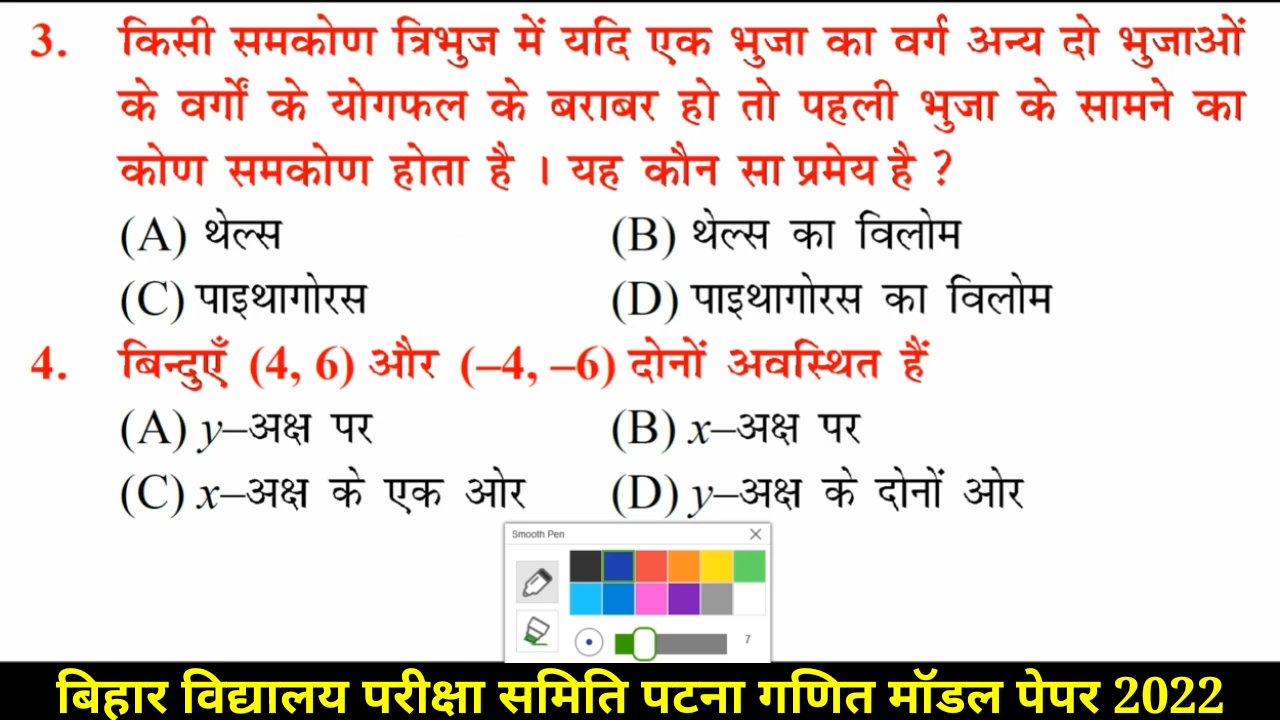 3. किसी समकोण त्रिभुज में यदि एक भुजा का वर्ग अन्य दो भुजाओं
के वर्गों के योगफल के बराबर हो तो पहली भुजा के सामने का
कोण समकोण होता है । यह कौन सा प्रमेय है ?
(A) थेल्स (B) थेल्स का विलोम
(C) पाइथागोरस (D) पाइथागोरस का विलोम
4. बिन्दुएँ (4, 6) और (–4, –6) दोनों अवस्थित हैं
(A) y–अक्ष पर (B) x–अक्ष पर
(C) x–अक्ष के एक ओर (D) y–अक्ष के दोनों ओर
Smooth Pen
7
बिहार विद्यालय परीक्षा समिति पटना गणित मॉडल पेपर 2022